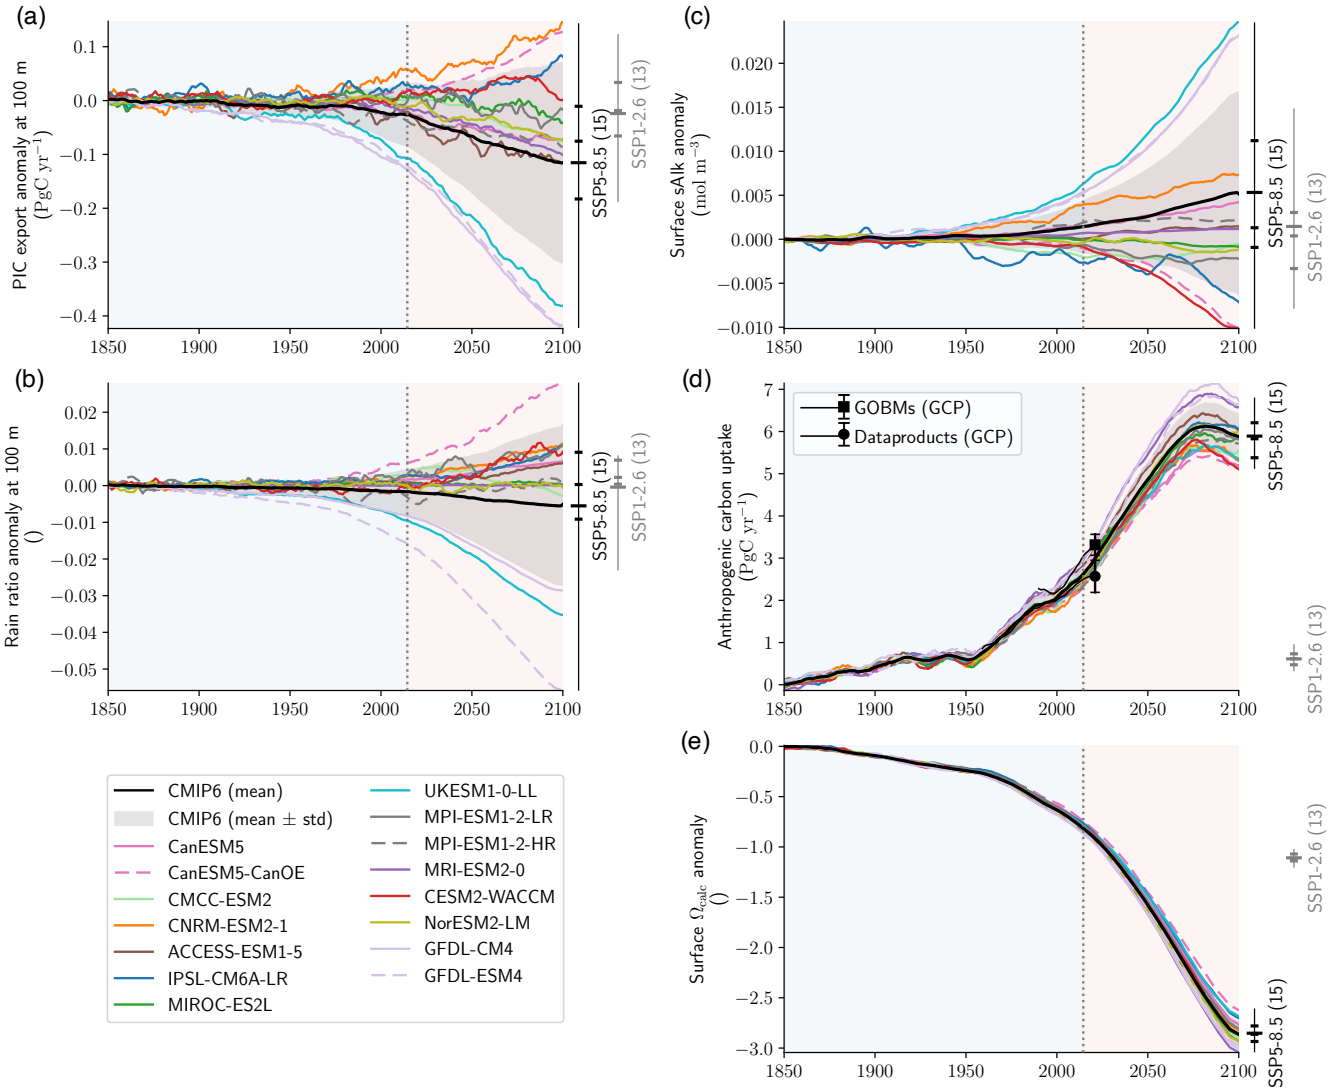 (a)
PIC export anomaly at 100 m
(PgC yr−1)
0.1
0.0
−0.1
−0.2
−0.3
−0.4
1850
1900
1950
2000
2050
2100
SSP5-8.5 (15)
SSP1-2.6 (13)
(c)
Surface sAlk anomaly
(mol m−3)
0.020
0.015
0.010
0.005
0.000
−0.005
−0.010
1850
1900
1950
2000
2050
2100
SSP5-8.5 (15)
SSP1-2.6 (13)
(b)
Rain ratio anomaly at 100 m
()
0.02
0.01
0.00
−0.01
−0.02
−0.03
−0.04
−0.05
1850
1900
1950
2000
2050
2100
SSP5-8.5 (15)
SSP1-2.6 (13)
(d)
Anthropogenic carbon uptake
(PgC yr−1)
7
6
5
4
3
2
1
0
GOBMs (GCP)
Dataproducts (GCP)
1850
1900
1950
2000
2050
2100
SSP5-8.5 (15)
SSP1-2.6 (13)
(e)
Surface Ωcalc anomaly
()
0.0
−0.5
−1.0
−1.5
−2.0
−2.5
−3.0
1850
1900
1950
2000
2050
2100
SSP5-8.5 (15)
SSP1-2.6 (13)
CMIP6 (mean)
CMIP6 (mean ± std)
CanESM5
CanESM5-CanOE
CMCC-ESM2
CNRM-ESM2-1
ACCESS-ESM1-5
IPSL-CM6A-LR
MIROC-ES2L
UKESM1-0-LL
MPI-ESM1-2-LR
MPI-ESM1-2-HR
MRI-ESM2-0
CESM2-WACCM
NorESM2-LM
GFDL-CM4
GFDL-ESM4